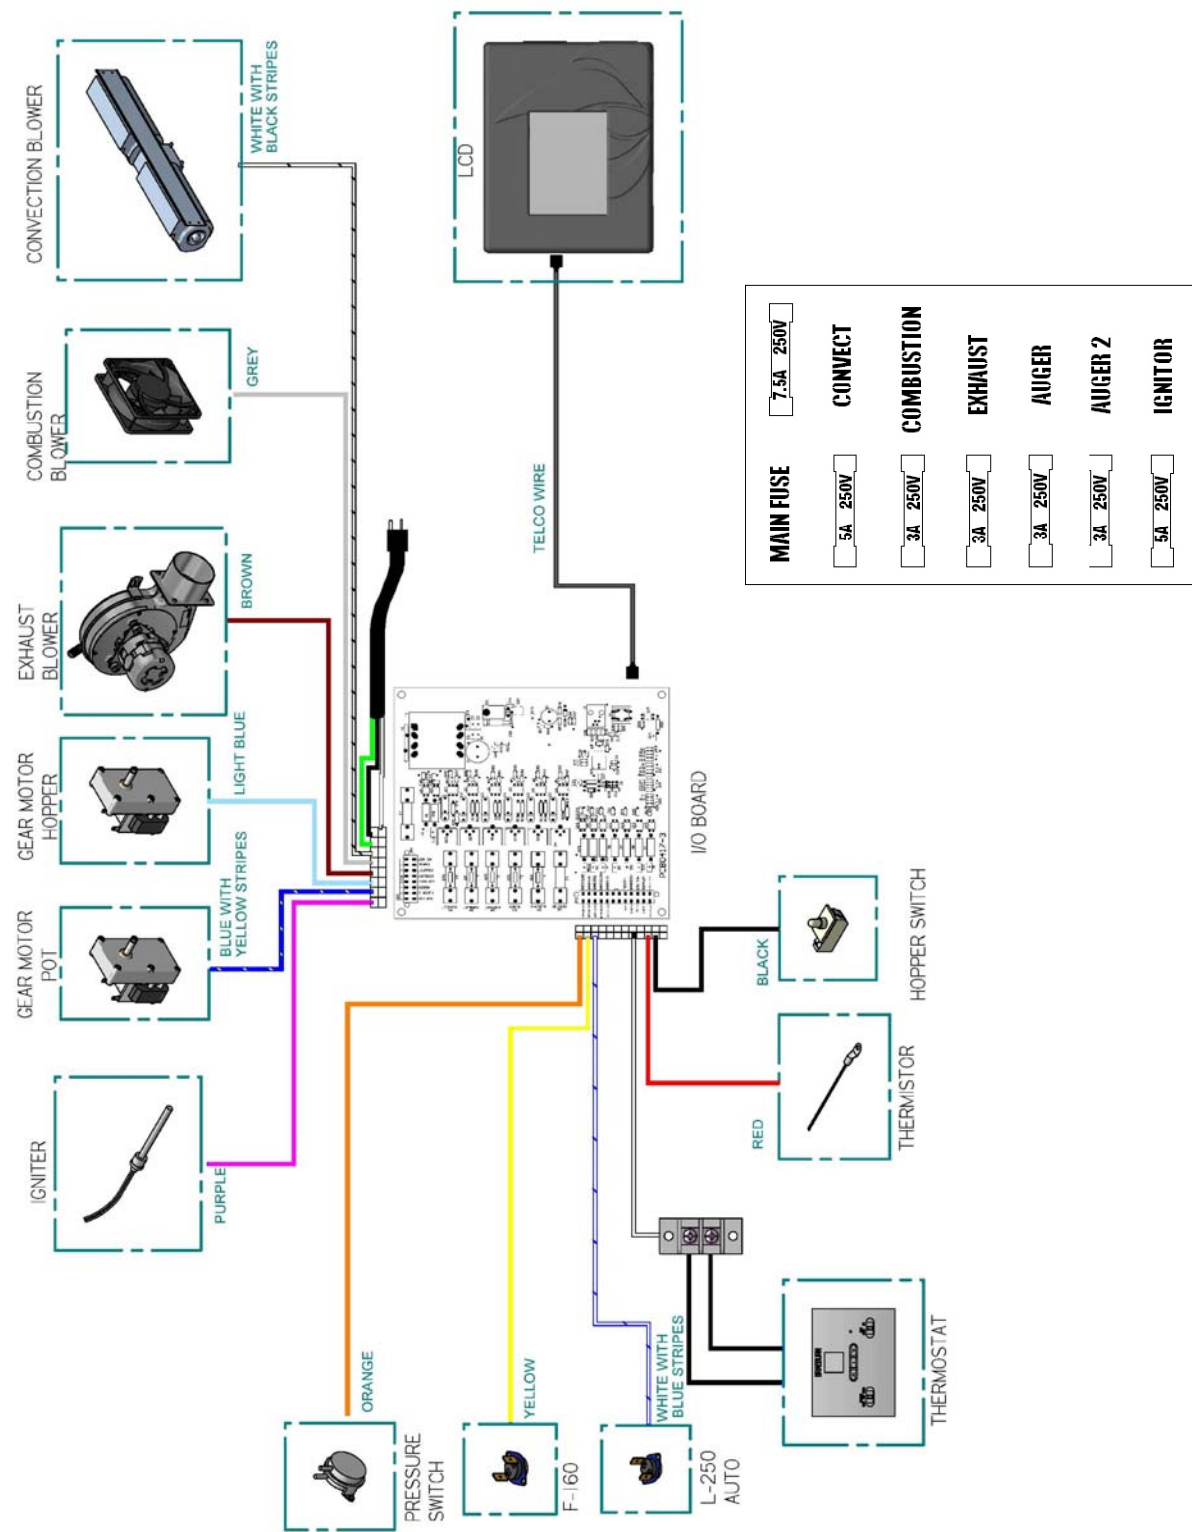 CONVECTION BLOWER
WHITE WITH
BLACK STRIPES
COMBUSTION
BLOWER
GREY
EXHAUST
BLOWER
BROWN
GEAR MOTOR
HOPPER
LIGHT BLUE
GEAR MOTOR
POT
BLUE WITH
YELLOW STRIPES
IGNITER
PURPLE
LCD
TELCO WIRE
I/O BOARD
PCB0417-3
PRESSURE
SWITCH
ORANGE
F-160
YELLOW
L-250
AUTO
WHITE WITH
BLUE STRIPES
THERMOSTAT
THERMISTOR
RED
HOPPER SWITCH
BLACK
MAIN FUSE 7.5A 250V
5A 250V CONVECT
3A 250V COMBUSTION
3A 250V EXHAUST
3A 250V AUGER
3A 250V AUGER 2
5A 250V IGNITOR